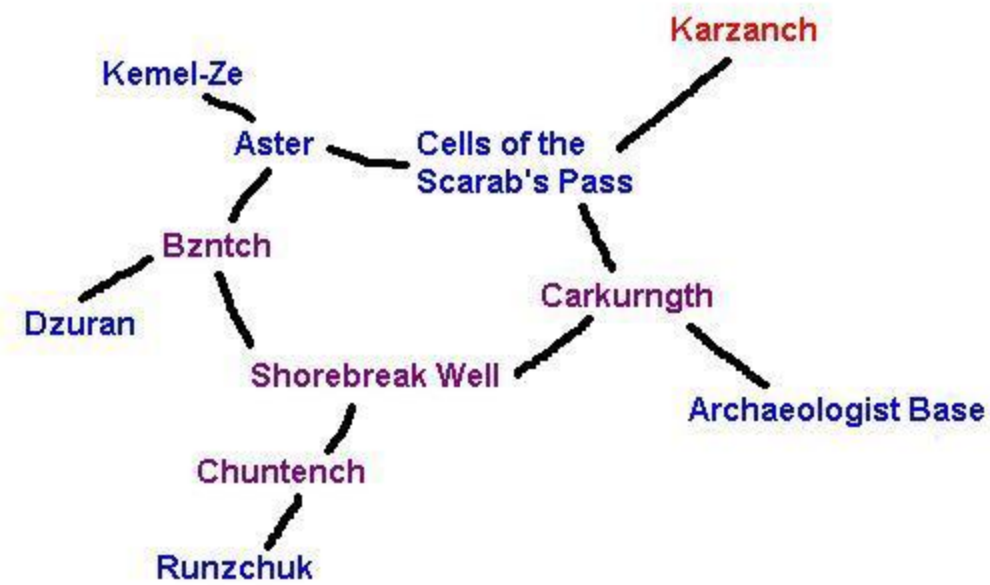 Karzanch
Kemel-Ze
Aster
Cells of the
Scarab's Pass
Bzntch
Carkurngth
Dzuran
Shorebreak Well
Archaeologist Base
Chuntench
Runzchuk